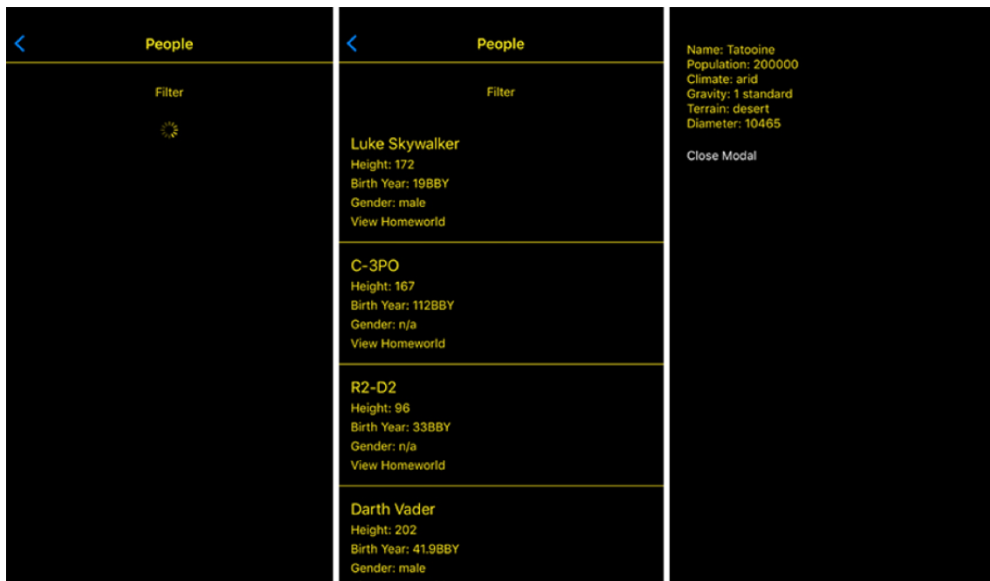 People
Filter
People
Filter
Luke Skywalker
Height: 172
Birth Year: 19BBY
Gender: male
View Homeworld
C-3PO
Height: 167
Birth Year: 112BBY
Gender: n/a
View Homeworld
R2-D2
Height: 96
Birth Year: 33BBY
Gender: n/a
View Homeworld
Darth Vader
Height: 202
Birth Year: 41.9BBY
Gender: male
Name: Tatooine
Population: 200000
Climate: arid
Gravity: 1 standard
Terrain: desert
Diameter: 10465
Close Modal